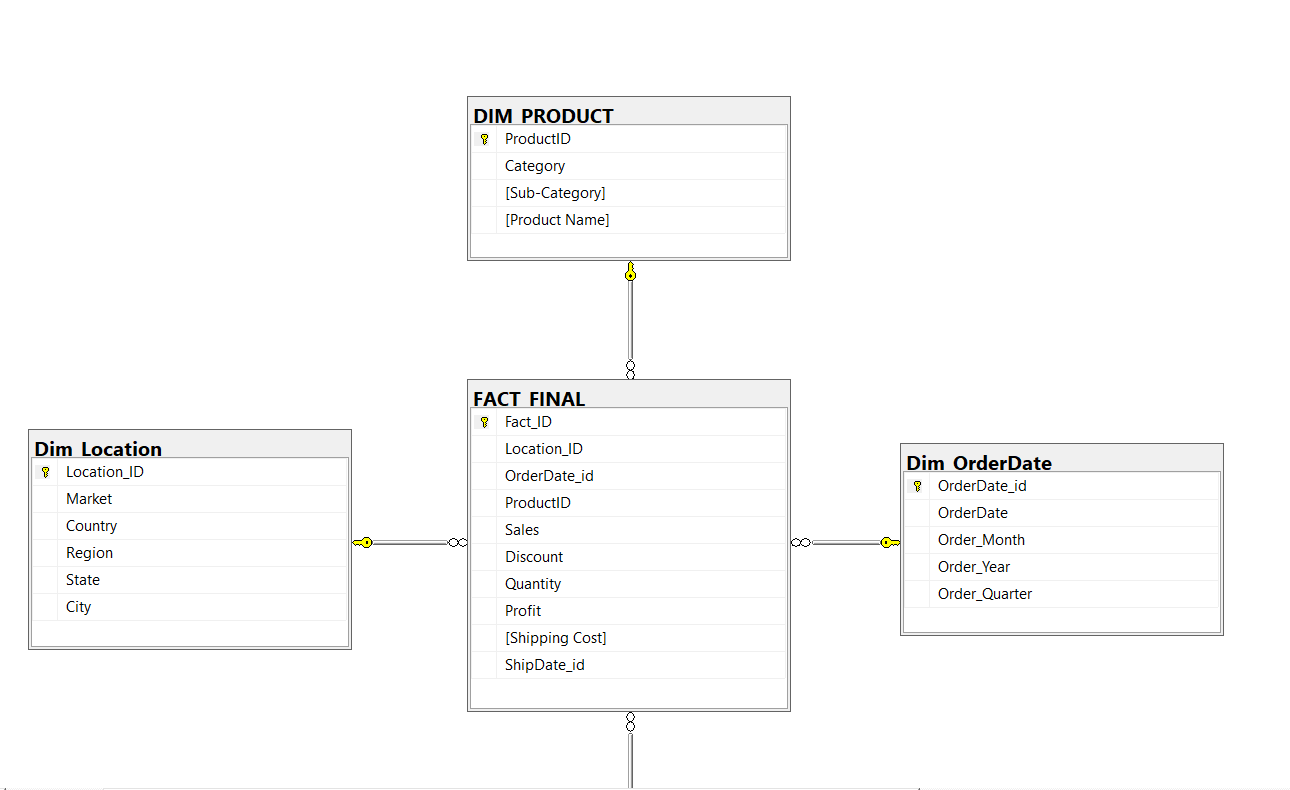 DIM_PRODUCT
ProductID
Category
[Sub-Category]
[Product Name]
FACT_FINAL
Fact_ID
Location_ID
OrderDate_id
ProductID
Sales
Discount
Quantity
Profit
[Shipping Cost]
ShipDate_id
Dim_Location
Location_ID
Market
Country
Region
State
City
Dim_OrderDate
OrderDate_id
OrderDate
Order_Month
Order_Year
Order_Quarter